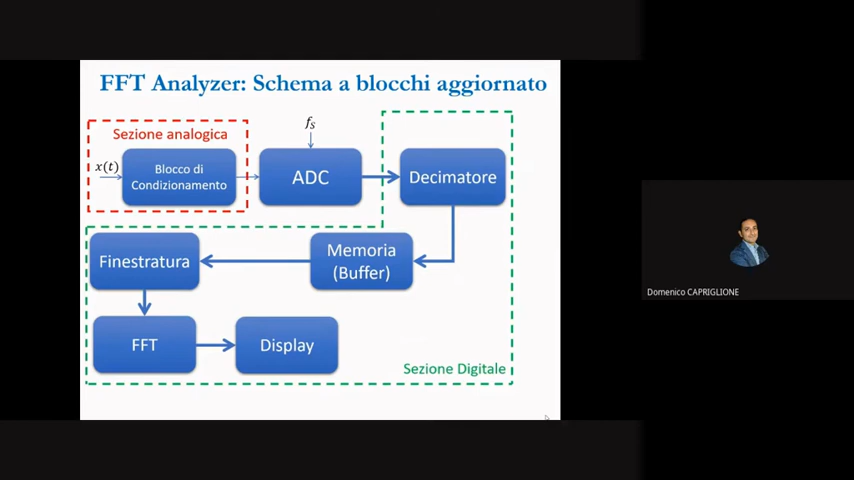 FFT Analyzer: Schema a blocchi aggiornato
Sezione analogica
x(t)
Blocco di
Condizionamento
f_S
ADC
Decimatore
Finestratura
Memoria
(Buffer)
FFT
Display
Sezione Digitale
Domenico CAPRIGLIONE